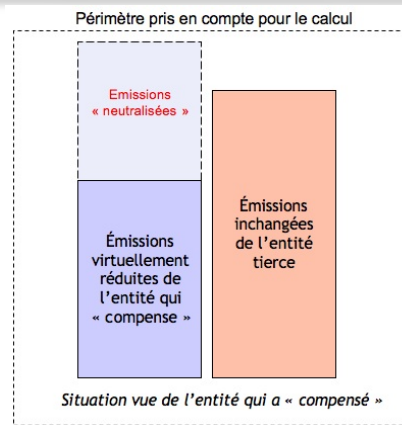 Périmètre pris en compte pour le calcul
Emissions
« neutralisées »
Émissions
virtuellement
réduites de
l'entité qui
« compense »
Émissions
inchangées
de l'entité
tierce
Situation vue de l'entité qui a « compensé »